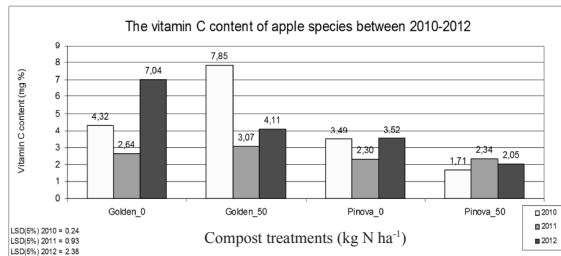 The vitamin C content of apple species between 2010-2012
Vitamin C content (mg %)
9
8
7
6
5
4
3
2
1
0
4,32
2,64
7,04
7,85
3,07
4,11
3,49
2,30
3,52
1,71
2,34
2,05
Golden_0
Golden_50
Pinova_0
Pinova_50
Compost treatments (kg N ha⁻¹)
LSD(5%) 2010 = 0.24
LSD(5%) 2011 = 0.93
LSD(5%) 2012 = 2.38
2010
2011
2012